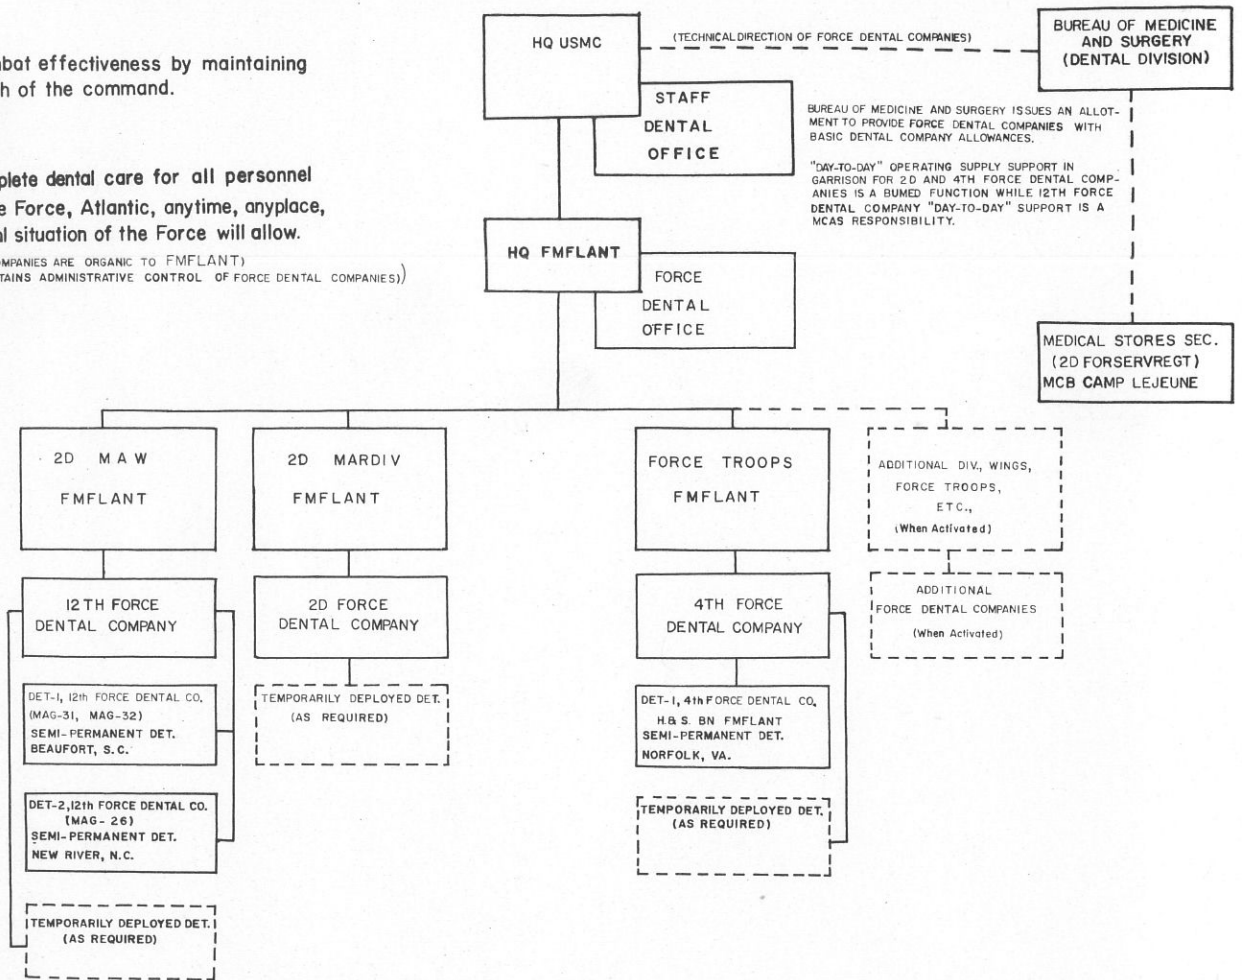 HQ USMC
(TECHNICAL DIRECTION OF FORCE DENTAL COMPANIES)
BUREAU OF MEDICINE
AND SURGERY
(DENTAL DIVISION)
effectiveness by maintaining
of the command.
STAFF
DENTAL
OFFICE
BUREAU OF MEDICINE AND SURGERY ISSUES AN ALLOT-
MENT TO PROVIDE FORCE DENTAL COMPANIES WITH
BASIC DENTAL COMPANY ALLOWANCES.
"DAY-TO-DAY" OPERATING SUPPLY SUPPORT IN
GARRISON FOR 2D AND 4TH FORCE DENTAL COMP-
ANIES IS A BUMED FUNCTION WHILE 12TH FORCE
DENTAL COMPANY "DAY-TO-DAY" SUPPORT IS A
MCAS RESPONSIBILITY.
dental care for all personnel
Force, Atlantic, anytime, anyplace,
situation of the Force will allow.
OMPANIES ARE ORGANIC TO FMFLANT)
TAINS ADMINISTRATIVE CONTROL OF FORCE DENTAL COMPANIES))
HQ FMFLANT
FORCE
DENTAL
OFFICE
MEDICAL STORES SEC.
(2D FORSERVREGT)
MCB CAMP LEJEUNE
2D MAW
FMFLANT
2D MARDIV
FMFLANT
FORCE TROOPS
FMFLANT
ADDITIONAL DIV., WINGS,
FORCE TROOPS,
ETC.,
(When Activated)
12TH FORCE
DENTAL COMPANY
2D FORCE
DENTAL COMPANY
4TH FORCE
DENTAL COMPANY
ADDITIONAL
FORCE DENTAL COMPANIES
(When Activated)
DET-1, 12th FORCE DENTAL CO.
(MAG-31, MAG-32)
SEMI-PERMANENT DET.
BEAUFORT, S.C.
TEMPORARILY DEPLOYED DET.
(AS REQUIRED)
DET-1, 4th FORCE DENTAL CO.
H.& S. BN FMFLANT
SEMI-PERMANENT DET.
NORFOLK, VA.
DET-2, 12th FORCE DENTAL CO.
(MAG-26)
SEMI-PERMANENT DET.
NEW RIVER, N.C.
TEMPORARILY DEPLOYED DET.
(AS REQUIRED)
TEMPORARILY DEPLOYED DET.
(AS REQUIRED)